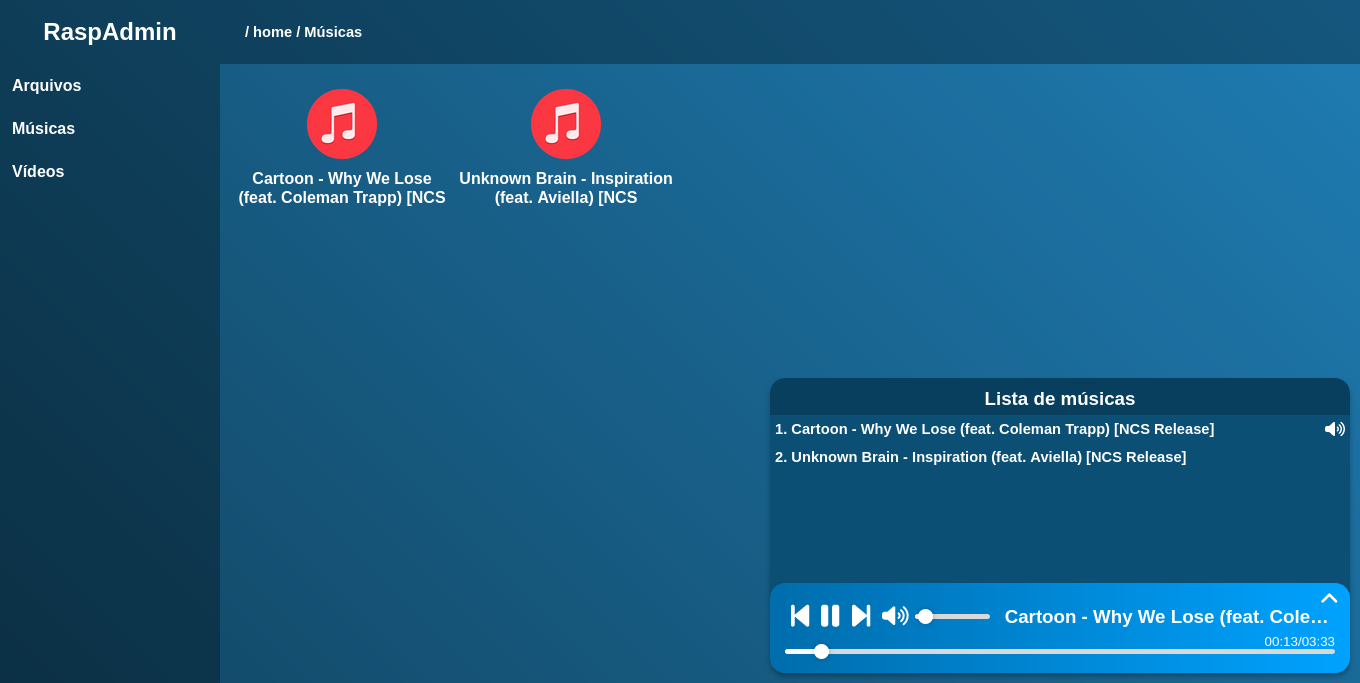 RaspAdmin
/ home / Músicas
Arquivos
Músicas
Vídeos
Cartoon - Why We Lose
(feat. Coleman Trapp) [NCS
Unknown Brain - Inspiration
(feat. Aviella) [NCS
Lista de músicas
1. Cartoon - Why We Lose (feat. Coleman Trapp) [NCS Release]
2. Unknown Brain - Inspiration (feat. Aviella) [NCS Release]
Cartoon - Why We Lose (feat. Cole…
00:13/03:33